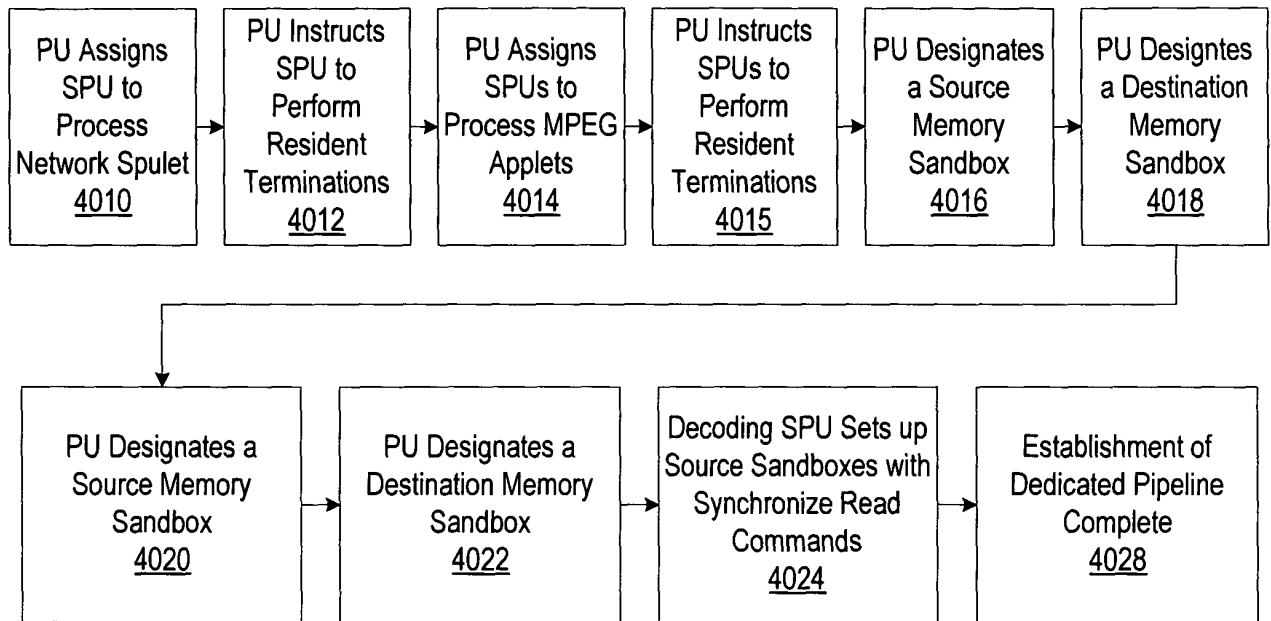 PU Assigns
SPU to
Process
Network Spulet
4010
PU Instructs
SPU to
Perform
Resident
Terminations
4012
PU Assigns
SPUs to
Process MPEG
Applets
4014
PU Instructs
SPUs to
Perform
Resident
Terminations
4015
PU Designates
a Source
Memory
Sandbox
4016
PU Designtes
a Destination
Memory
Sandbox
4018
PU Designates a
Source Memory
Sandbox
4020
PU Designates a
Destination Memory
Sandbox
4022
Decoding SPU Sets up
Source Sandboxes with
Synchronize Read
Commands
4024
Establishment of
Dedicated Pipeline
Complete
4028